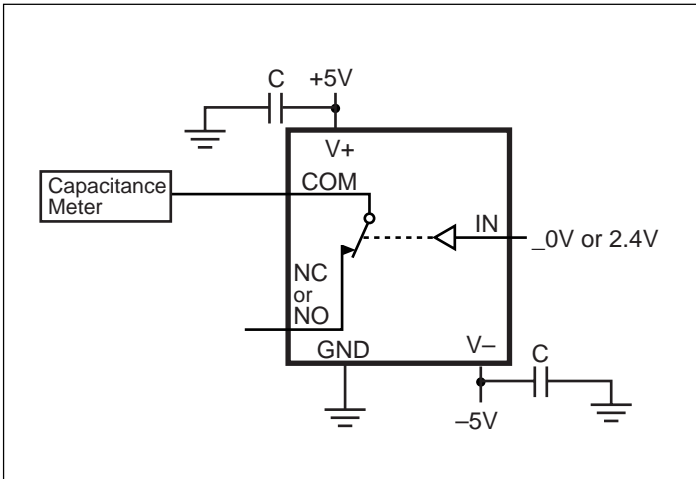 C
+5V
V+
Capacitance
Meter
COM
IN
_0V or 2.4V
NC
or
NO
GND
V–
C
–5V